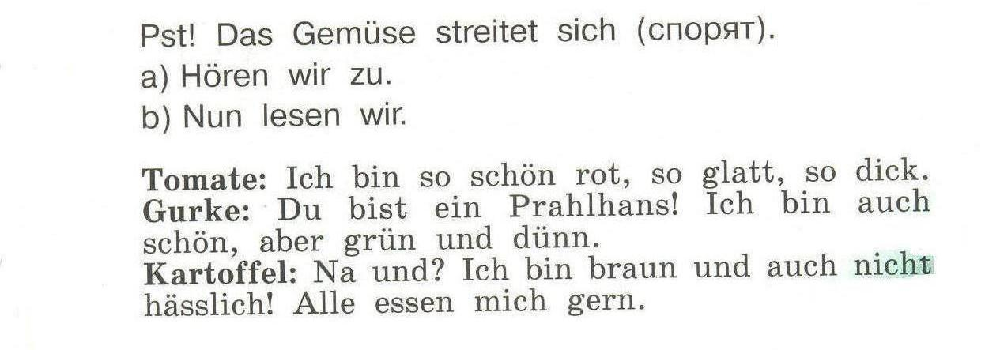 Pst! Das Gemüse streitet sich (спорят).
a) Hören wir zu.
b) Nun lesen wir.
Tomate: Ich bin so schön rot, so glatt, so dick.
Gurke: Du bist ein Prahlhans! Ich bin auch
schön, aber grün und dünn.
Kartoffel: Na und? Ich bin braun und auch nicht
hässlich! Alle essen mich gern.